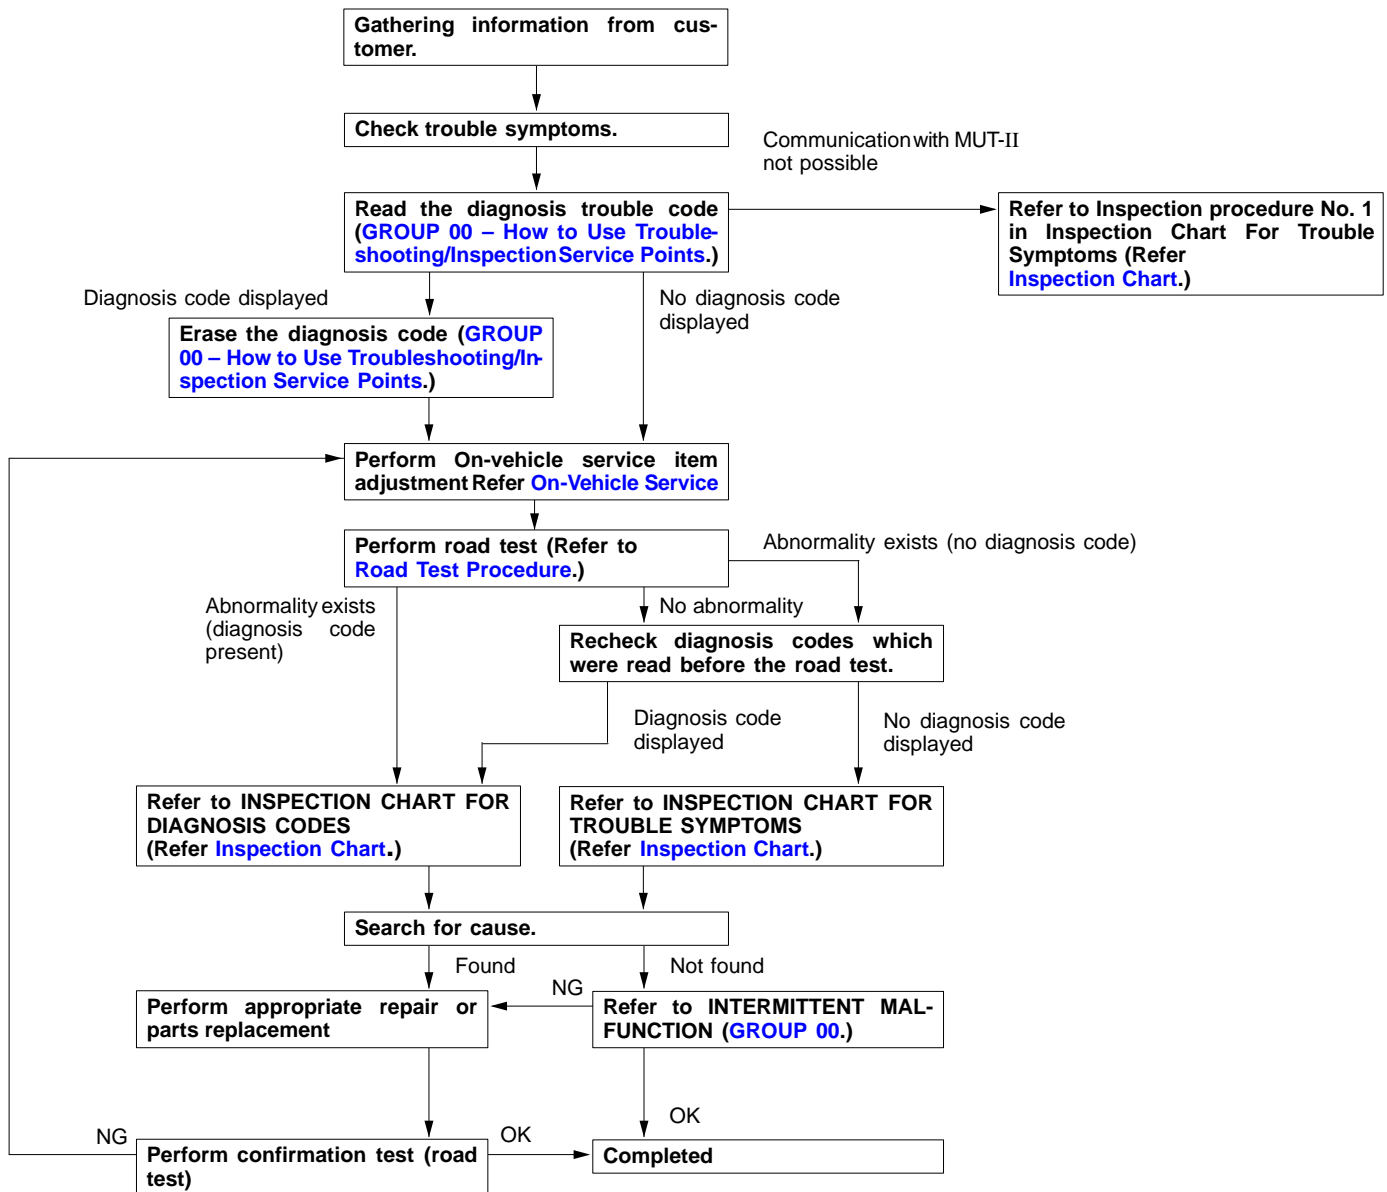 Gathering information from cus-
tomer.
Check trouble symptoms.
Communication with MUT-II
not possible
Read the diagnosis trouble code
(GROUP 00 – How to Use Trouble-
shooting/Inspection Service Points.)
Refer to Inspection procedure No. 1
in Inspection Chart For Trouble
Symptoms (Refer
Inspection Chart.)
Diagnosis code displayed
No diagnosis code
displayed
Erase the diagnosis code (GROUP
00 – How to Use Troubleshooting/In-
spection Service Points.)
Perform On-vehicle service item
adjustment Refer On-Vehicle Service
Perform road test (Refer to
Road Test Procedure.)
Abnormality exists (no diagnosis code)
Abnormality exists
(diagnosis code
present)
No abnormality
Recheck diagnosis codes which
were read before the road test.
Diagnosis code
displayed
No diagnosis code
displayed
Refer to INSPECTION CHART FOR
DIAGNOSIS CODES
(Refer Inspection Chart.)
Refer to INSPECTION CHART FOR
TROUBLE SYMPTOMS
(Refer Inspection Chart.)
Search for cause.
Found
Not found
Perform appropriate repair or
parts replacement
NG
Refer to INTERMITTENT MAL-
FUNCTION (GROUP 00.)
OK
NG
Perform confirmation test (road
test)
OK
Completed